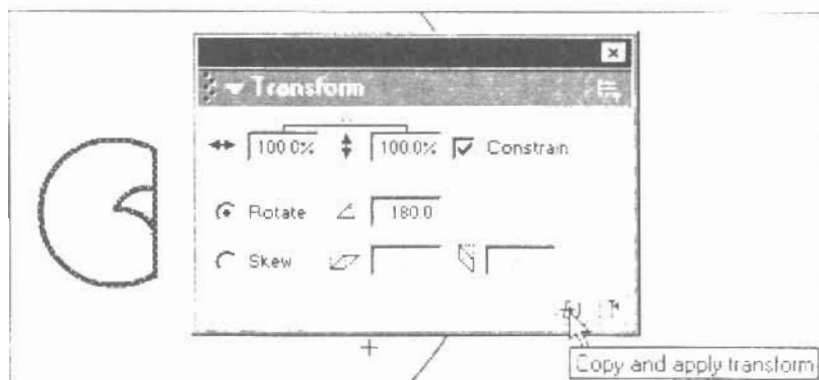 Transform
100.0% 100.0% Constrain
Rotate 180.0
Skew
Copy and apply transform